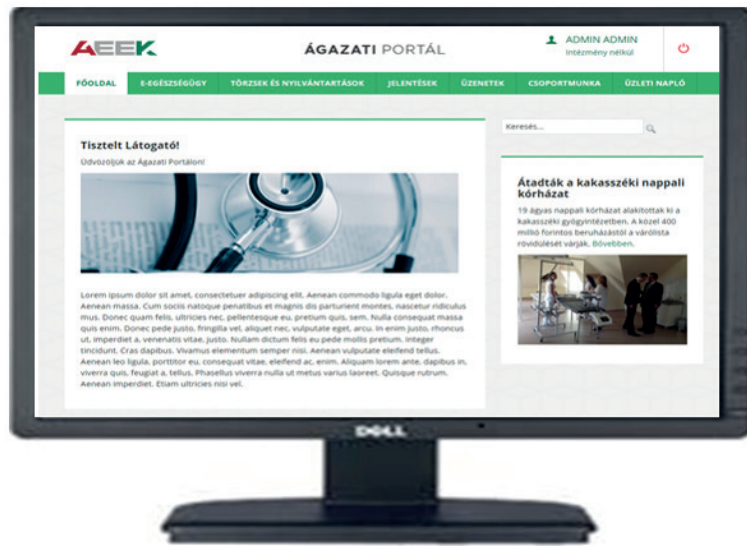 AEEK
ÁGAZATI PORTÁL
ADMIN ADMIN
Intézmény nélkül
FŐOLDAL E-EGÉSZSÉGÜGY TÖRZSEK ÉS NYILVÁNTARTÁSOK JELENTÉSEK ÜZENETEK CSOPORTMUNKA ÜZLETI NAPLÓ
Tisztelt Látogató!
Üdvözöljük az Ágazati Portálon!
Lorem ipsum dolor sit amet, consectetuer adipiscing elit. Aenean commodo ligula eget dolor.
Aenean massa. Cum sociis natoque penatibus et magnis dis parturient montes, nascetur ridiculus
mus. Donec quam felis, ultricies nec, pellentesque eu, pretium quis, sem. Nulla consequat massa
quis enim. Donec pede justo, fringilla vel, aliquet nec, vulputate eget, arcu. In enim justo, rhoncus
ut, imperdiet a, venenatis vitae, justo. Nullam dictum felis eu pede mollis pretium. Integer
tincidunt. Cras dapibus. Vivamus elementum semper nisi. Aenean vulputate eleifend tellus.
Aenean leo ligula, porttitor eu, consequat vitae, eleifend ac, enim. Aliquam lorem ante, dapibus in,
viverra quis, feugiat a, tellus. Phasellus viverra nulla ut metus varius laoreet. Quisque rutrum.
Aenean imperdiet. Etiam ultricies nisi vel.
Keresés...
Átadták a kakasszéki nappali
kórházat
19 ágyas nappali kórházat alakítottak ki a
kakasszéki gyógyintézetben. A közel 400
millió forintos beruházástól a várólista
rövidülését várják. Bővebben.
DELL